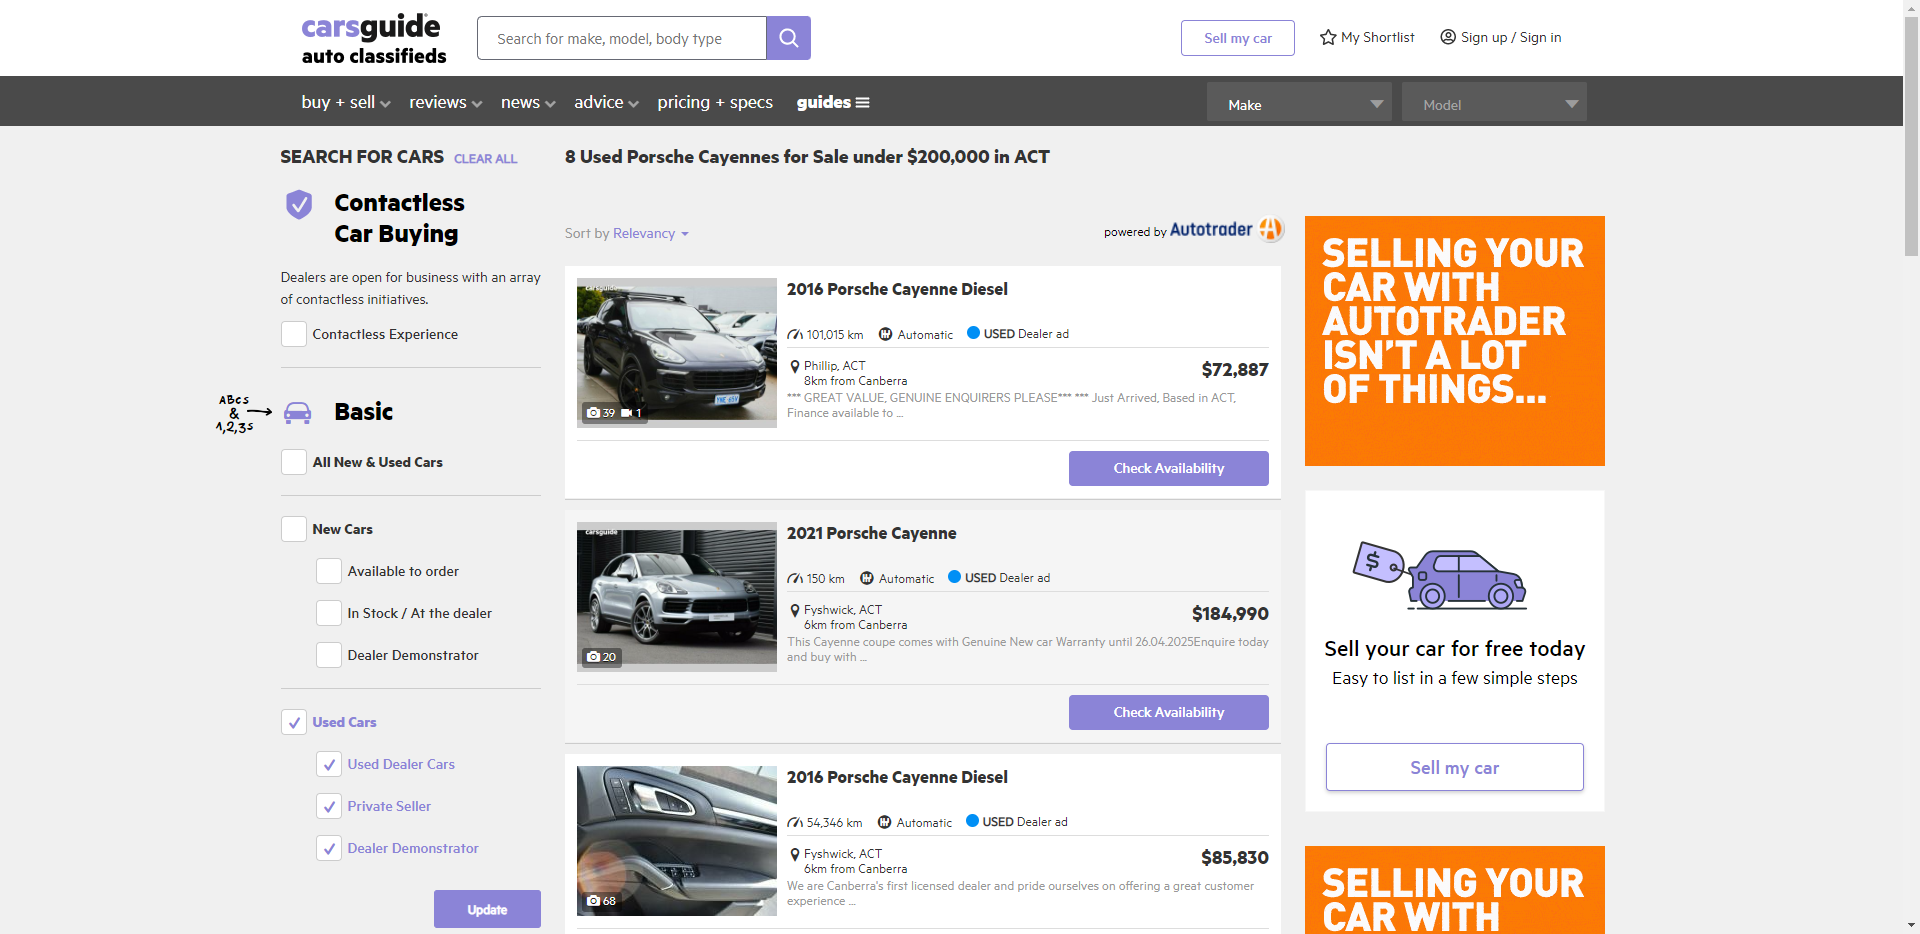 carsguide
auto classifieds
Search for make, model, body type
Sell my car
My Shortlist
Sign up / Sign in
buy + sell
reviews
news
advice
pricing + specs
guides
Make
Model
SEARCH FOR CARS
CLEAR ALL
Contactless
Car Buying
Dealers are open for business with an array
of contactless initiatives.
Contactless Experience
ABCs
&
1,2,3s
Basic
All New & Used Cars
New Cars
Available to order
In Stock / At the dealer
Dealer Demonstrator
Used Cars
Used Dealer Cars
Private Seller
Dealer Demonstrator
Update
8 Used Porsche Cayennes for Sale under $200,000 in ACT
Sort by Relevancy
powered by Autotrader
carsguide
39 1
2016 Porsche Cayenne Diesel
101,015 km Automatic USED Dealer ad
Phillip, ACT
8km from Canberra
$72,887
*** GREAT VALUE, GENUINE ENQUIRERS PLEASE*** *** Just Arrived, Based in ACT,
Finance available to ...
Check Availability
carsguide
20
2021 Porsche Cayenne
150 km Automatic USED Dealer ad
Fyshwick, ACT
6km from Canberra
$184,990
This Cayenne coupe comes with Genuine New car Warranty until 26.04.2025Enquire today
and buy with ...
Check Availability
68
2016 Porsche Cayenne Diesel
54,346 km Automatic USED Dealer ad
Fyshwick, ACT
6km from Canberra
$85,830
We are Canberra's first licensed dealer and pride ourselves on offering a great customer
experience ...
SELLING YOUR
CAR WITH
AUTOTRADER
ISN'T A LOT
OF THINGS...
$
Sell your car for free today
Easy to list in a few simple steps
Sell my car
SELLING YOUR
CAR WITH